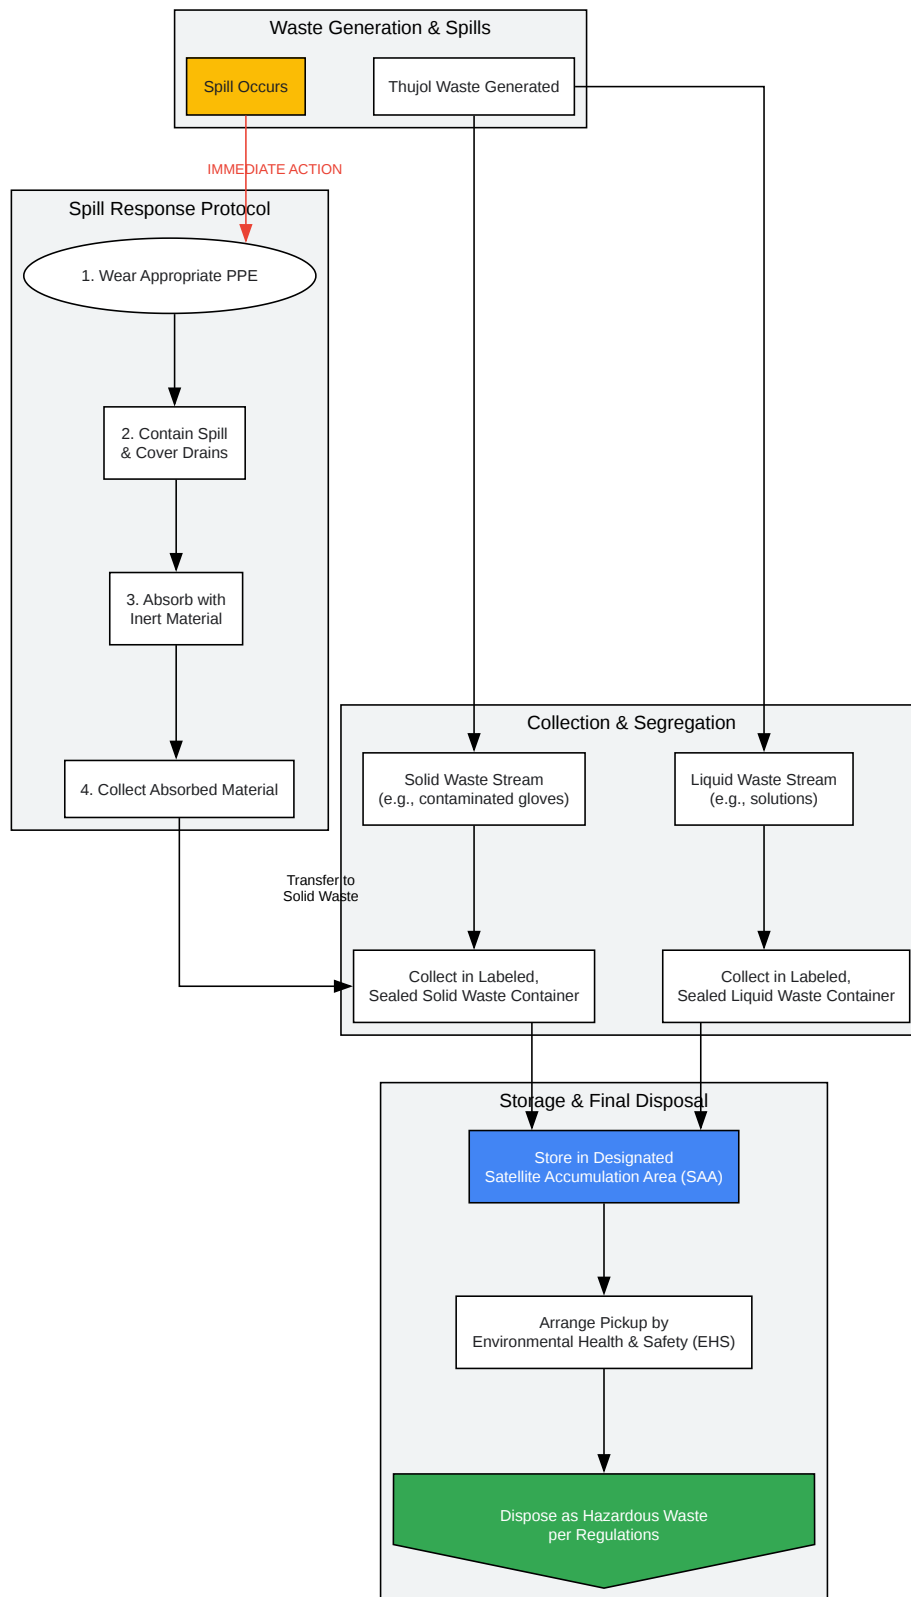 Waste Generation & Spills
Spill Occurs
Thujol Waste Generated
IMMEDIATE ACTION
Spill Response Protocol
1. Wear Appropriate PPE
2. Contain Spill
& Cover Drains
3. Absorb with
Inert Material
4. Collect Absorbed Material
Transfer to
Solid Waste
Collection & Segregation
Solid Waste Stream
(e.g., contaminated gloves)
Liquid Waste Stream
(e.g., solutions)
Collect in Labeled,
Sealed Solid Waste Container
Collect in Labeled,
Sealed Liquid Waste Container
Storage & Final Disposal
Store in Designated
Satellite Accumulation Area (SAA)
Arrange Pickup by
Environmental Health & Safety (EHS)
Dispose as Hazardous Waste
per Regulations